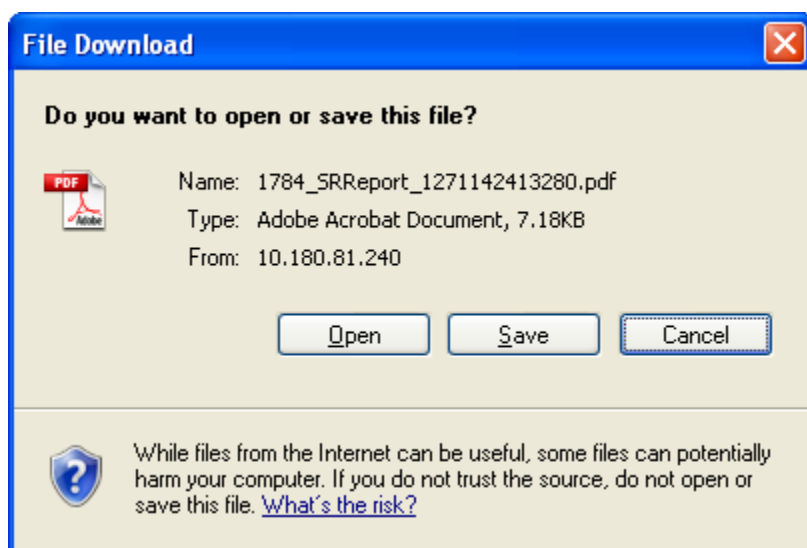 File Download
Do you want to open or save this file?
PDF
Adobe
Name: 1784_SRReport_1271142413280.pdf
Type: Adobe Acrobat Document, 7.18KB
From: 10.180.81.240
Open Save Cancel
While files from the Internet can be useful, some files can potentially
harm your computer. If you do not trust the source, do not open or
save this file. What's the risk?